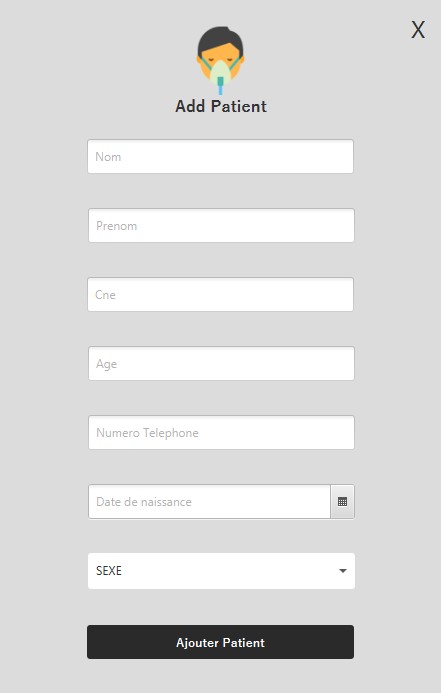 X
Add Patient
Nom
Prenom
Cne
Age
Numero Telephone
Date de naissance
SEXE
Ajouter Patient